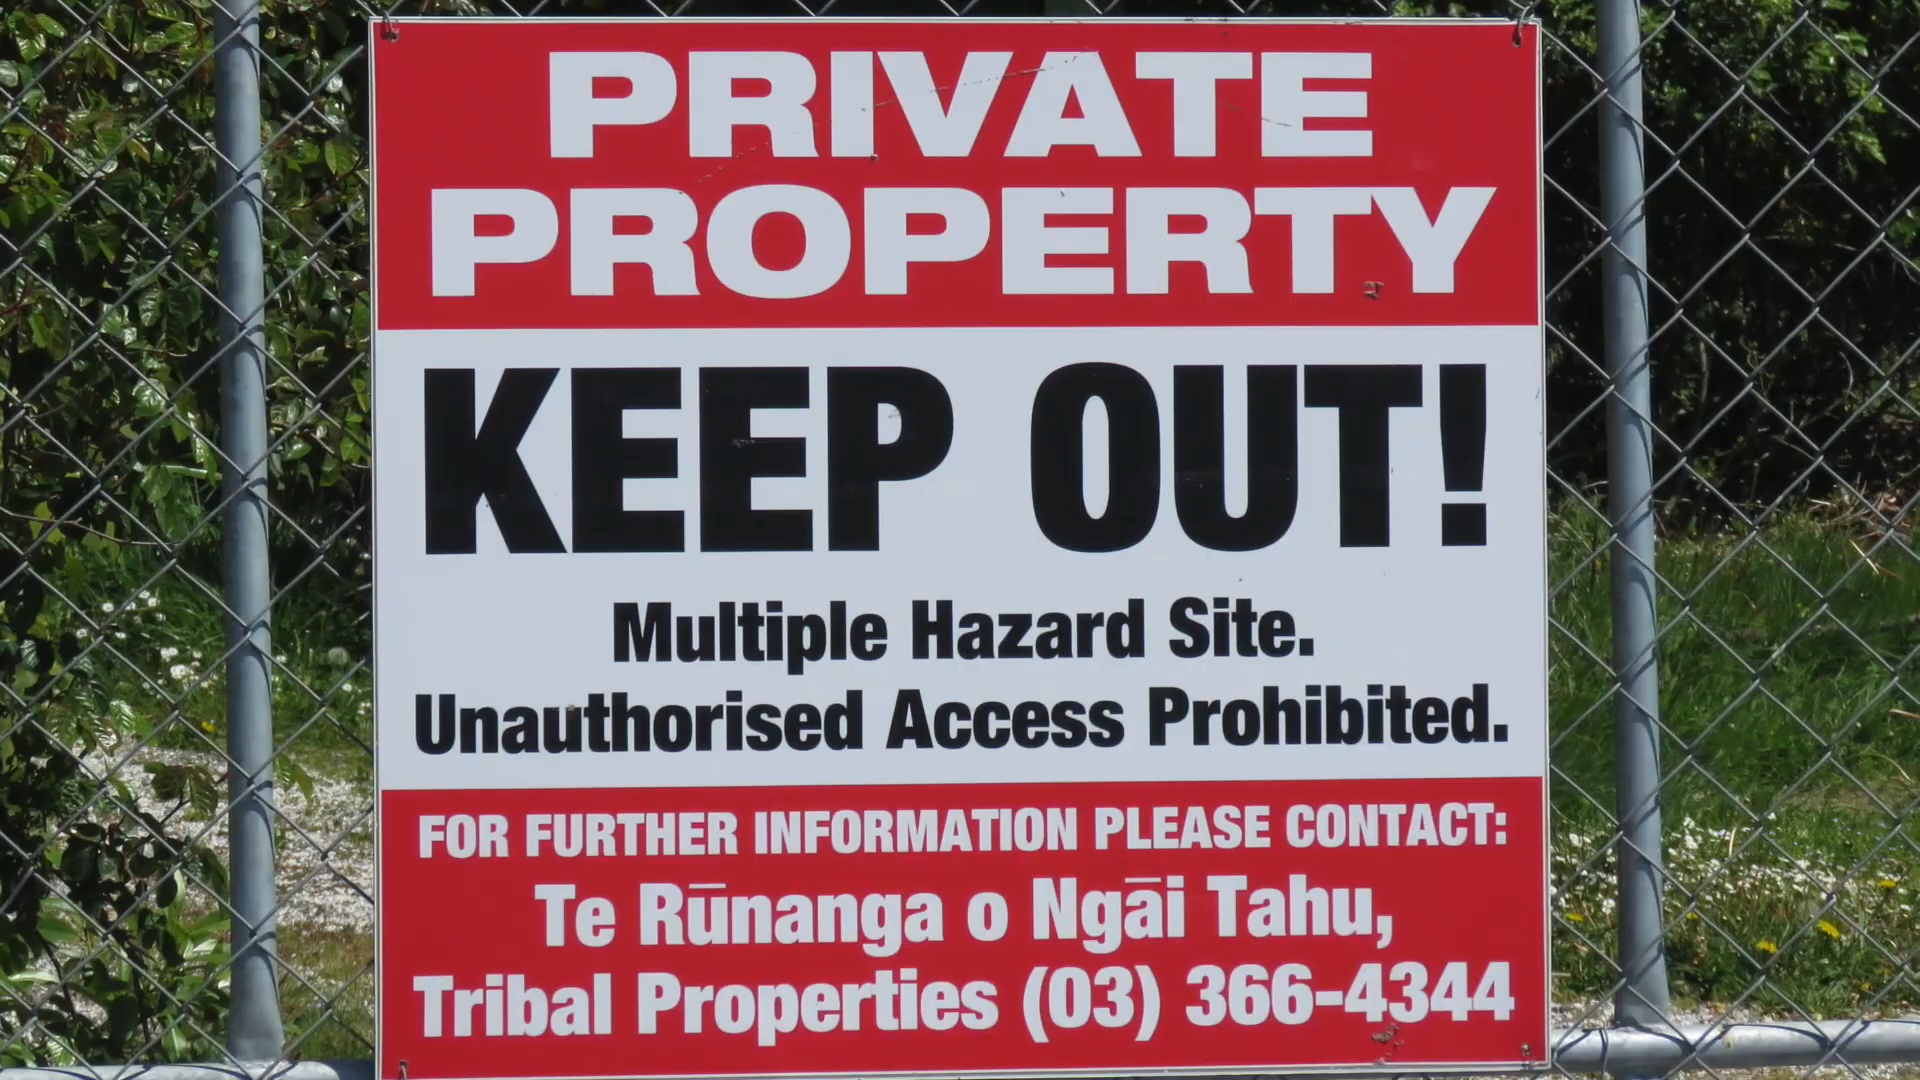 PRIVATE
PROPERTY
KEEP OUT!
Multiple Hazard Site.
Unauthorised Access Prohibited.
FOR FURTHER INFORMATION PLEASE CONTACT:
Te Rūnanga o Ngāi Tahu,
Tribal Properties (03) 366-4344